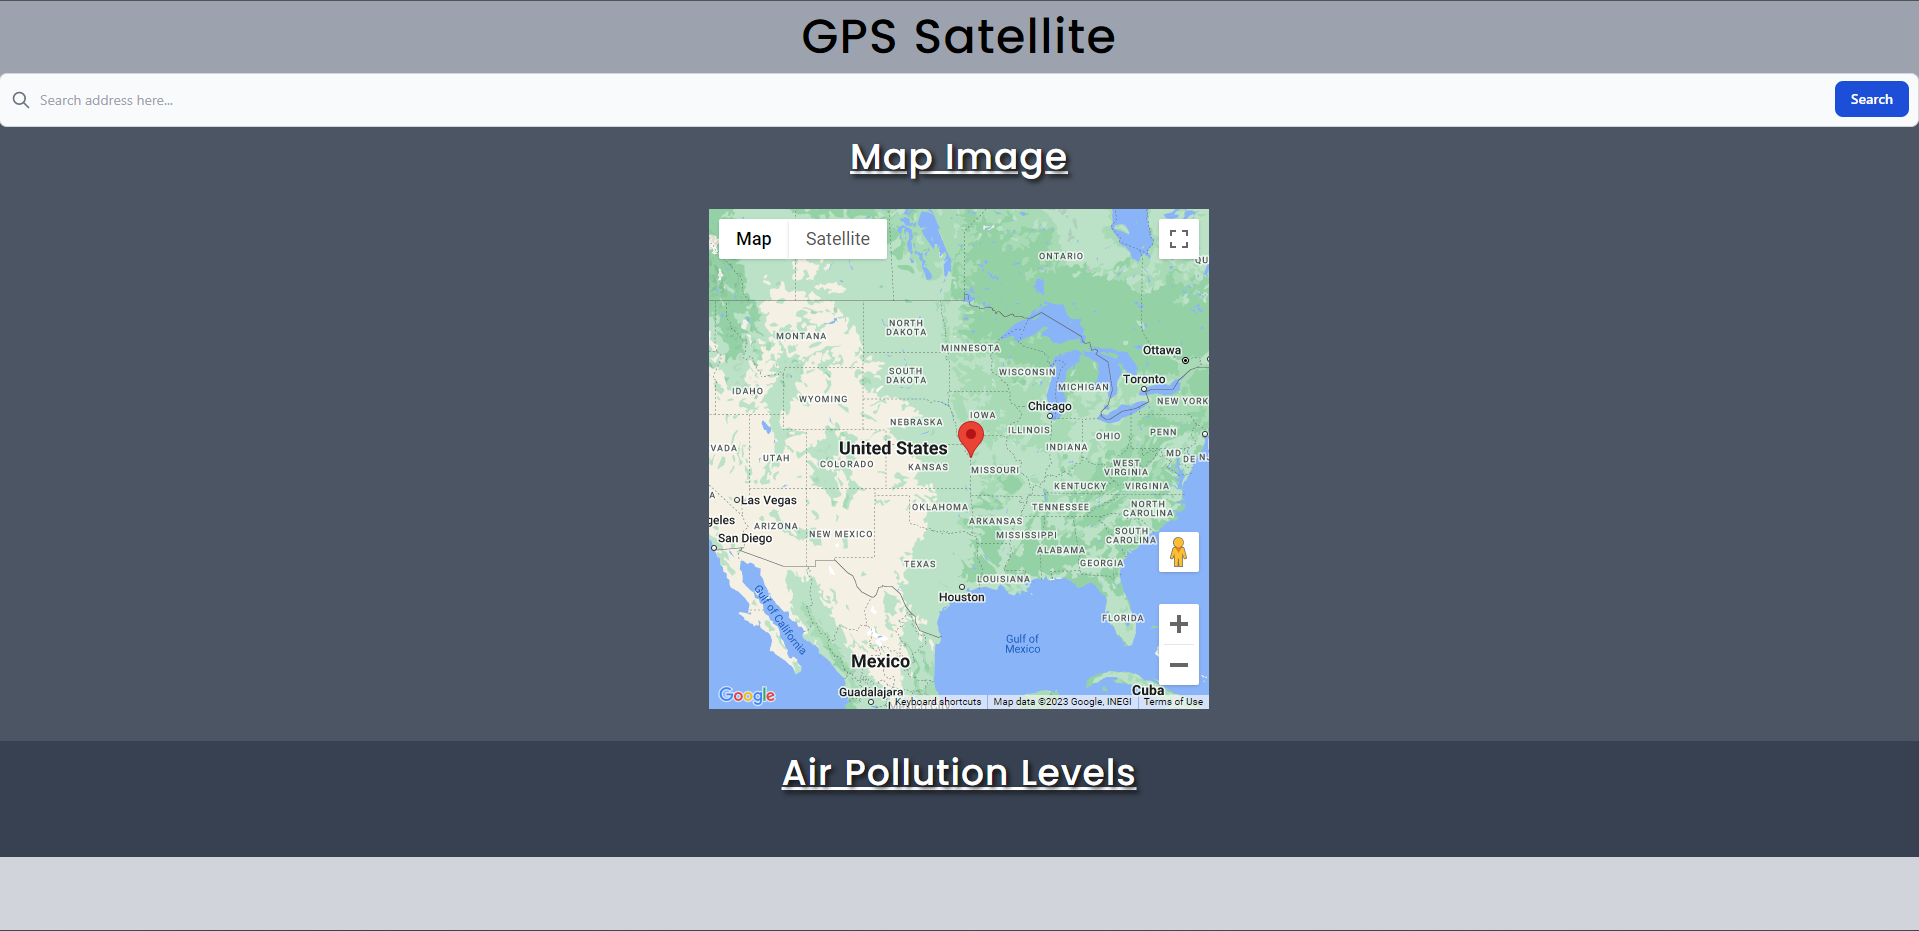 GPS Satellite
Search address here...
Search
Map Image
Map
Satellite
ONTARIO
QU
MONTANA
NORTH
DAKOTA
MINNESOTA
Ottawa
SOUTH
DAKOTA
WISCONSIN
MICHIGAN
Toronto
IDAHO
WYOMING
Chicago
NEW YORK
NEBRASKA
IOWA
ILLINOIS
OHIO
PENN
VADA
United States
INDIANA
MD
DE
N.
UTAH
COLORADO
KANSAS
MISSOURI
WEST
VIRGINIA
KENTUCKY
VIRGINIA
A
Las Vegas
OKLAHOMA
TENNESSEE
NORTH
CAROLINA
geles
ARIZONA
ARKANSAS
San Diego
NEW MEXICO
MISSISSIPPI
SOUTH
CAROLINA
ALABAMA
TEXAS
GEORGIA
LOUISIANA
Houston
Gulf of California
FLORIDA
Gulf of
Mexico
Mexico
Cuba
Guadalajara
Google
Keyboard shortcuts
Map data ©2023 Google, INEGI
Terms of Use
Air Pollution Levels